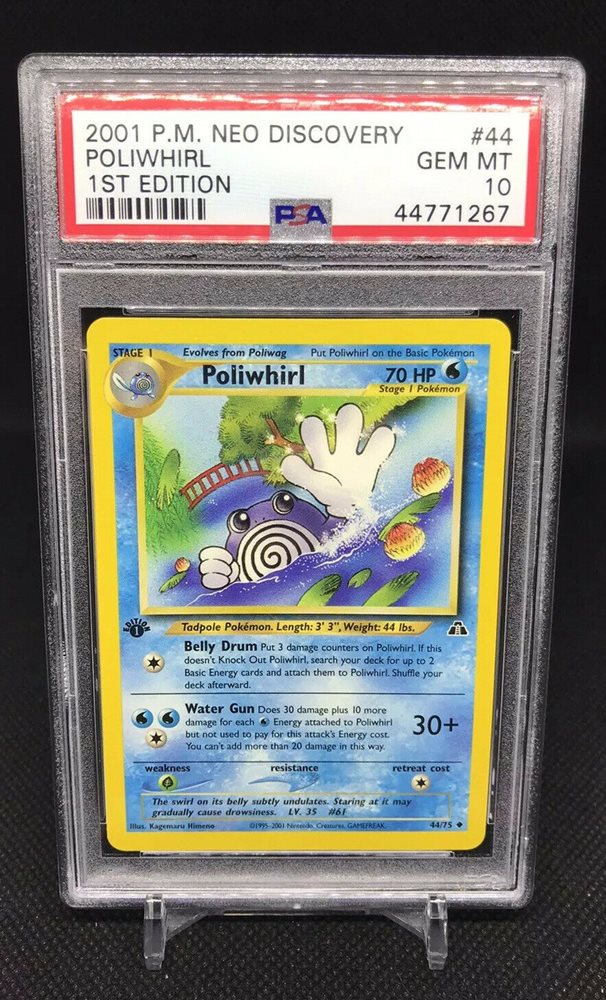 2001 P.M. NEO DISCOVERY #44
POLIWHIRL GEM MT
1ST EDITION 10
PSA 44771267
STAGE 1 Evolves from Poliwag Put Poliwhirl on the Basic Pokémon
Poliwhirl 70 HP
Stage 1 Pokémon
EDITION
1
Tadpole Pokémon. Length: 3' 3", Weight: 44 lbs.
Belly Drum Put 3 damage counters on Poliwhirl. If this
doesn't Knock Out Poliwhirl, search your deck for up to 2
Basic Energy cards and attach them to Poliwhirl. Shuffle your
deck afterward.
Water Gun Does 30 damage plus 10 more
damage for each Energy attached to Poliwhirl
but not used to pay for this attack's Energy cost.
You can't add more than 20 damage in this way.
30+
weakness resistance retreat cost
The swirl on its belly subtly undulates. Staring at it may
gradually cause drowsiness. LV. 35 #61
Illus. Kagemaru Himeno ©1995-2001 Nintendo, Creatures, GAMEFREAK. 44/75